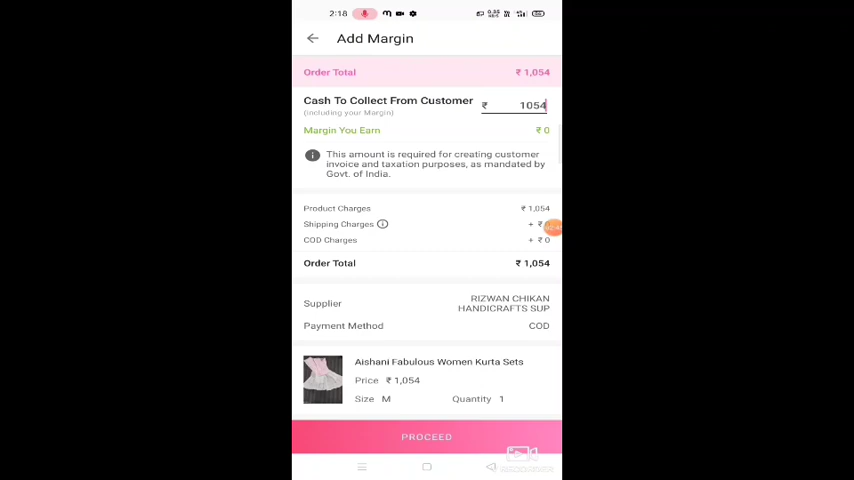 2:18
Add Margin
Order Total ₹ 1,054
Cash To Collect From Customer ₹ 1054
(including your Margin)
Margin You Earn ₹ 0
This amount is required for creating customer
invoice and taxation purposes, as mandated by
Govt. of India.
Product Charges ₹ 1,054
Shipping Charges + ₹
COD Charges + ₹ 0
Order Total ₹ 1,054
Supplier RIZWAN CHIKAN
HANDICRAFTS SUP
Payment Method COD
Aishani Fabulous Women Kurta Sets
Price ₹ 1,054
Size M Quantity 1
PROCEED